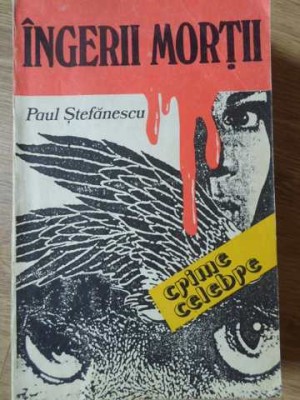 ÎNGERII MORȚII
Paul Ștefănescu
crime
celebre